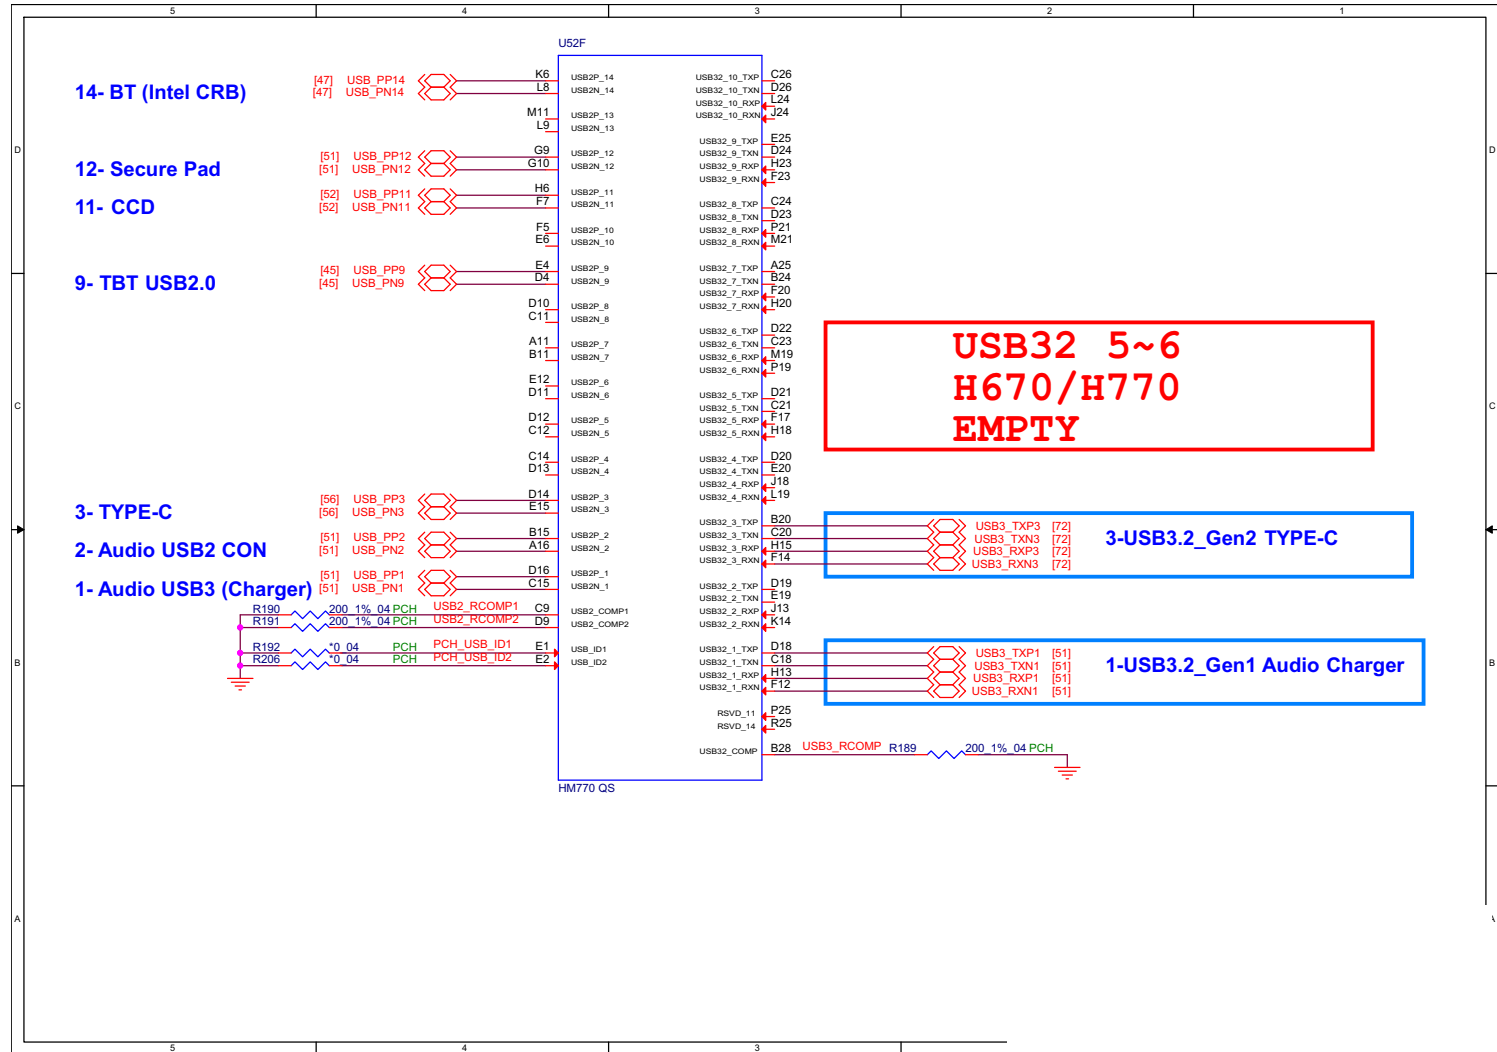 5 4 3 2 1
U52F
14- BT (Intel CRB)
[47] USB_PP14 K6 USB2P_14 USB32_10_TXP C26
[47] USB_PN14 L8 USB2N_14 USB32_10_TXN D26
USB32_10_RXP L24
M11 USB2P_13 USB32_10_RXN J24
L9 USB2N_13
USB32_9_TXP E25
D D
12- Secure Pad
[51] USB_PP12 G9 USB2P_12 USB32_9_TXN D24
[51] USB_PN12 G10 USB2N_12 USB32_9_RXP H23
USB32_9_RXN F23
11- CCD
[52] USB_PP11 H6 USB2P_11
[52] USB_PN11 F7 USB2N_11 USB32_8_TXP C24
USB32_8_TXN D23
F5 USB2P_10 USB32_8_RXP P21
E6 USB2N_10 USB32_8_RXN M21
9- TBT USB2.0
[45] USB_PP9 E4 USB2P_9 USB32_7_TXP A25
[45] USB_PN9 D4 USB2N_9 USB32_7_TXN B24
USB32_7_RXP F20
D10 USB2P_8 USB32_7_RXN H20
C11 USB2N_8
USB32_6_TXP D22
A11 USB2P_7 USB32_6_TXN C23
B11 USB2N_7 USB32_6_RXP M19
USB32_6_RXN P19
USB32 5~6
H670/H770
EMPTY
E12 USB2P_6
D11 USB2N_6 USB32_5_TXP D21
C C
USB32_5_TXN C21
D12 USB2P_5 USB32_5_RXP F17
C12 USB2N_5 USB32_5_RXN H18
C14 USB2P_4 USB32_4_TXP D20
D13 USB2N_4 USB32_4_TXN E20
USB32_4_RXP J18
USB32_4_RXN L19
3- TYPE-C
[56] USB_PP3 D14 USB2P_3
[56] USB_PN3 E15 USB2N_3
USB32_3_TXP B20 USB3_TXP3 [72]
2- Audio USB2 CON
[51] USB_PP2 B15 USB2P_2 USB32_3_TXN C20 USB3_TXN3 [72]
[51] USB_PN2 A16 USB2N_2 USB32_3_RXP H15 USB3_RXP3 [72]
USB32_3_RXN F14 USB3_RXN3 [72]
3-USB3.2_Gen2 TYPE-C
1- Audio USB3 (Charger)
[51] USB_PP1 D16 USB2P_1
[51] USB_PN1 C15 USB2N_1 USB32_2_TXP D19
USB32_2_TXN E19
R190 200_1%_04 PCH USB2_RCOMP1 C9 USB2_COMP1 USB32_2_RXP J13
R191 200_1%_04 PCH USB2_RCOMP2 D9 USB2_COMP2 USB32_2_RXN K14
R192 *0_04 PCH PCH_USB_ID1 E1 USB_ID1 USB32_1_TXP D18 USB3_TXP1 [51]
R206 *0_04 PCH PCH_USB_ID2 E2 USB_ID2 USB32_1_TXN C18 USB3_TXN1 [51]
B B
USB32_1_RXP H13 USB3_RXP1 [51]
USB32_1_RXN F12 USB3_RXN1 [51]
1-USB3.2_Gen1 Audio Charger
RSVD_11 P25
RSVD_14 R25
USB32_COMP B28 USB3_RCOMP R189 200_1%_04 PCH
HM770 QS
A
5 4 3